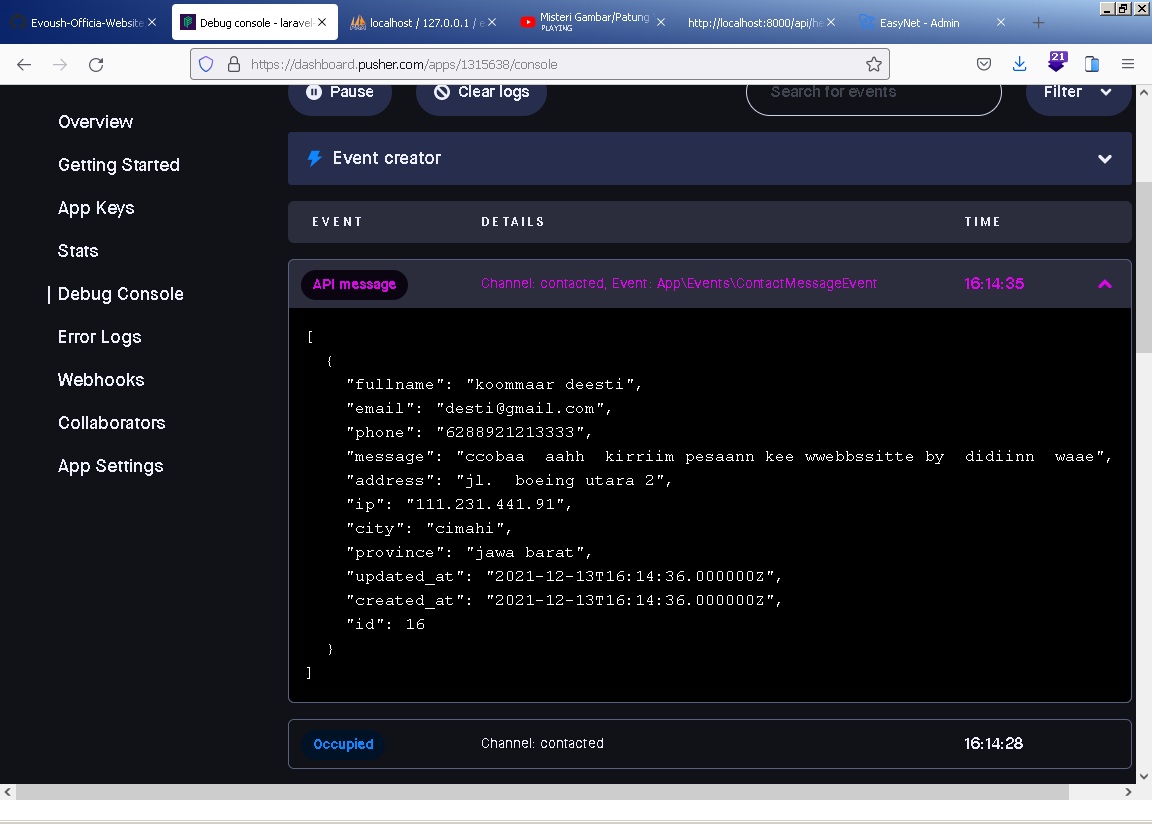 Evoush-Officia-Website
Debug console - laravel-
localhost / 127.0.0.1 / e
Misteri Gambar/Patung
PLAYING
http://localhost:8000/api/he
EasyNet - Admin
https://dashboard.pusher.com/apps/1315638/console
21
Pause
Clear logs
Search for events
Filter
Overview
Getting Started
App Keys
Stats
Debug Console
Error Logs
Webhooks
Collaborators
App Settings
Event creator
EVENT DETAILS TIME
API message Channel: contacted, Event: App\Events\ContactMessageEvent 16:14:35
[
{
"fullname": "koommaar deesti",
"email": "desti@gmail.com",
"phone": "6288921213333",
"message": "ccobaa  aahh  kirriim pesaann kee wwebbssitte by  didiinn  waae",
"address": "jl.  boeing utara 2",
"ip": "111.231.441.91",
"city": "cimahi",
"province": "jawa barat",
"updated_at": "2021-12-13T16:14:36.000000Z",
"created_at": "2021-12-13T16:14:36.000000Z",
"id": 16
}
]
Occupied Channel: contacted 16:14:28